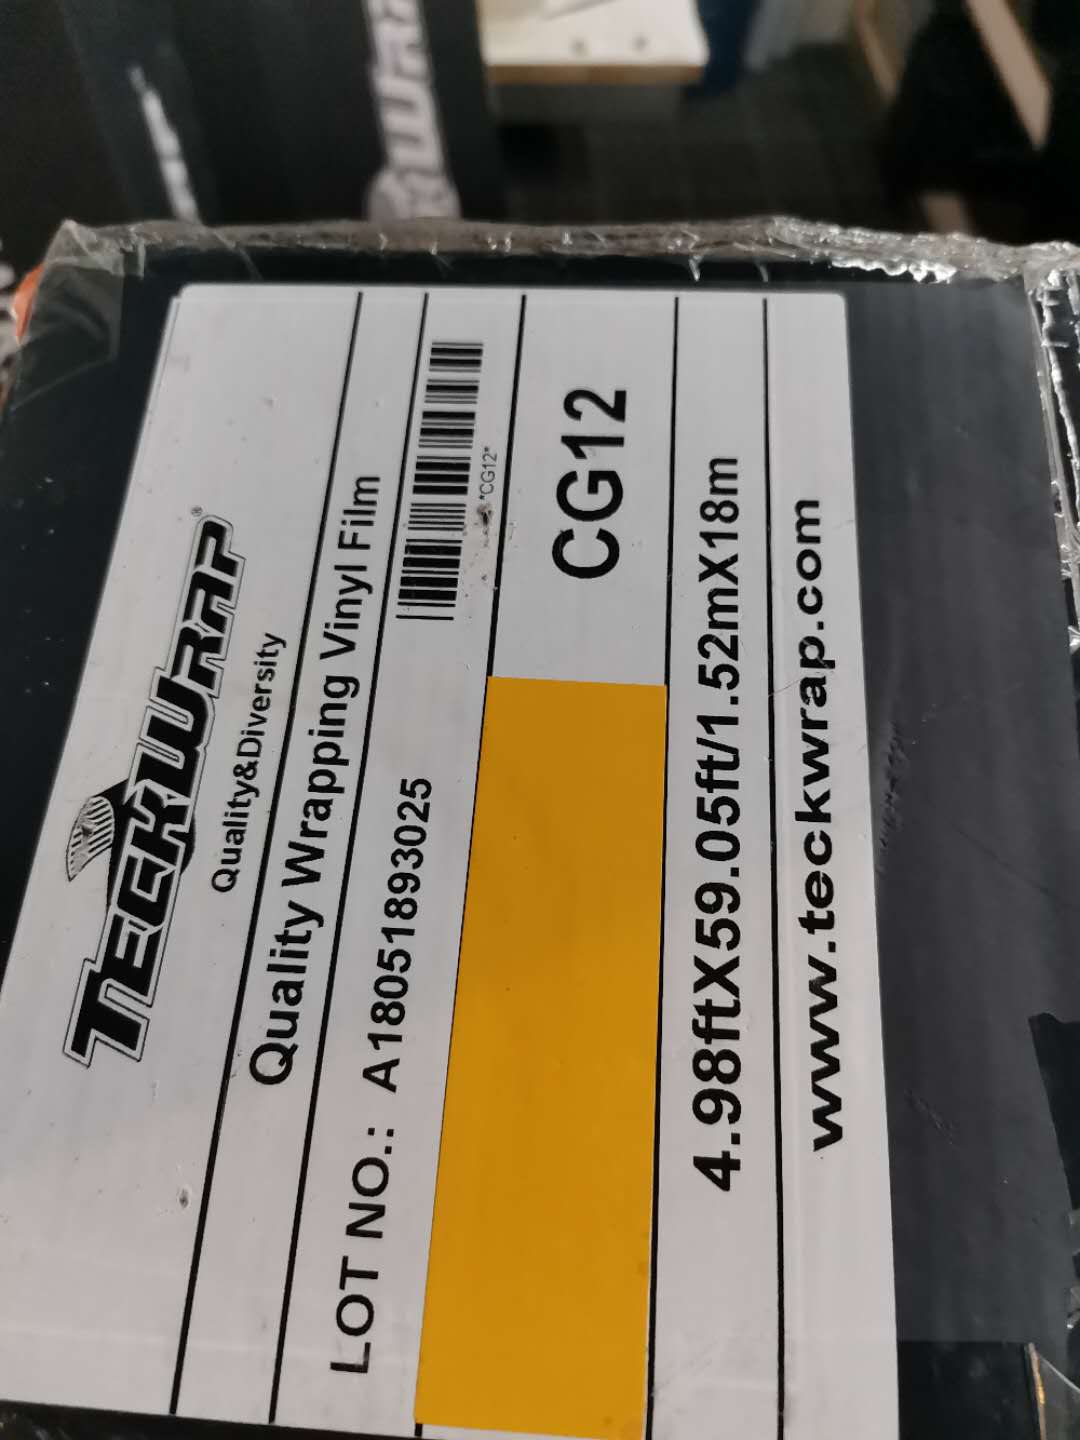 TECKWRAP®
Quality&Diversity
Quality Wrapping Vinyl Film
LOT NO.: A18051893025
*CG12*
CG12
4.98ftX59.05ft/1.52mX18m
www.teckwrap.com